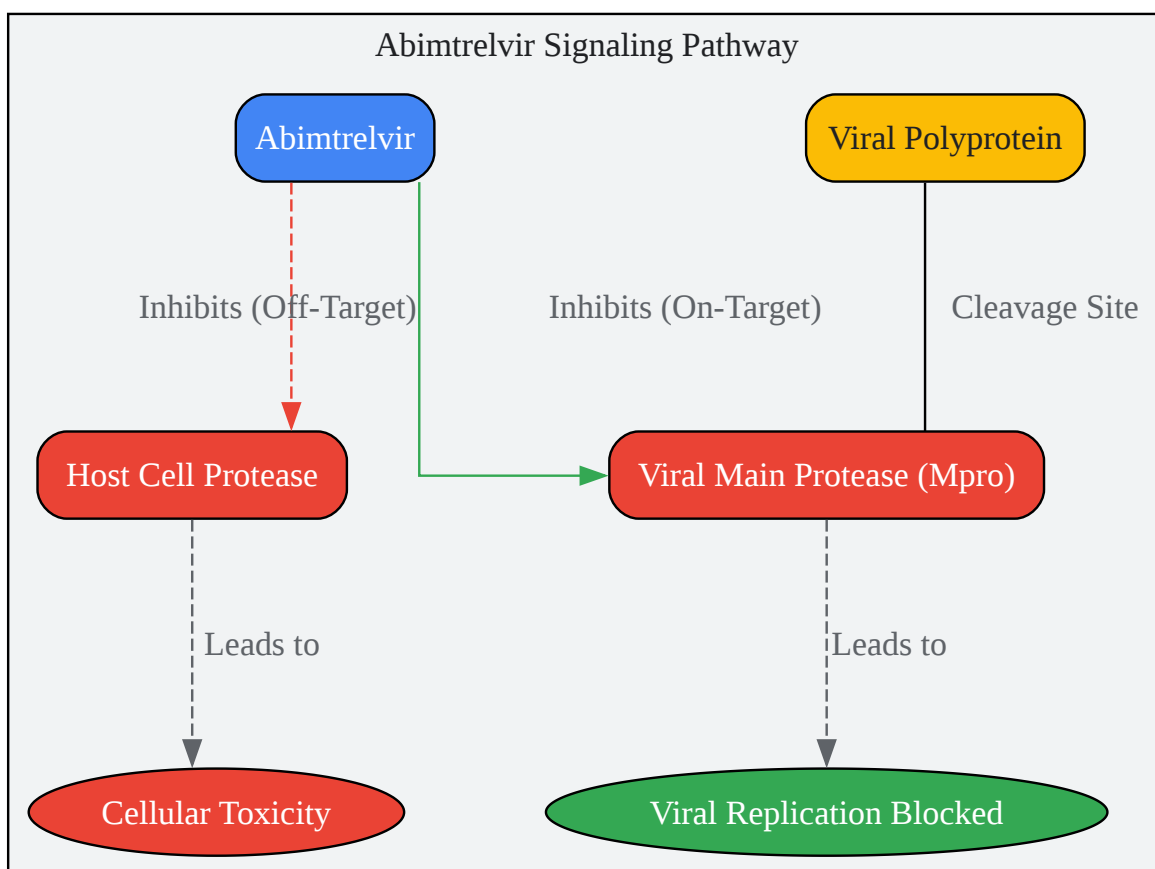 Abimtrelvir Signaling Pathway
Abimtrelvir
Viral Polyprotein
Inhibits (Off-Target)
Inhibits (On-Target)
Cleavage Site
Host Cell Protease
Viral Main Protease (Mpro)
Leads to
Leads to
Cellular Toxicity
Viral Replication Blocked